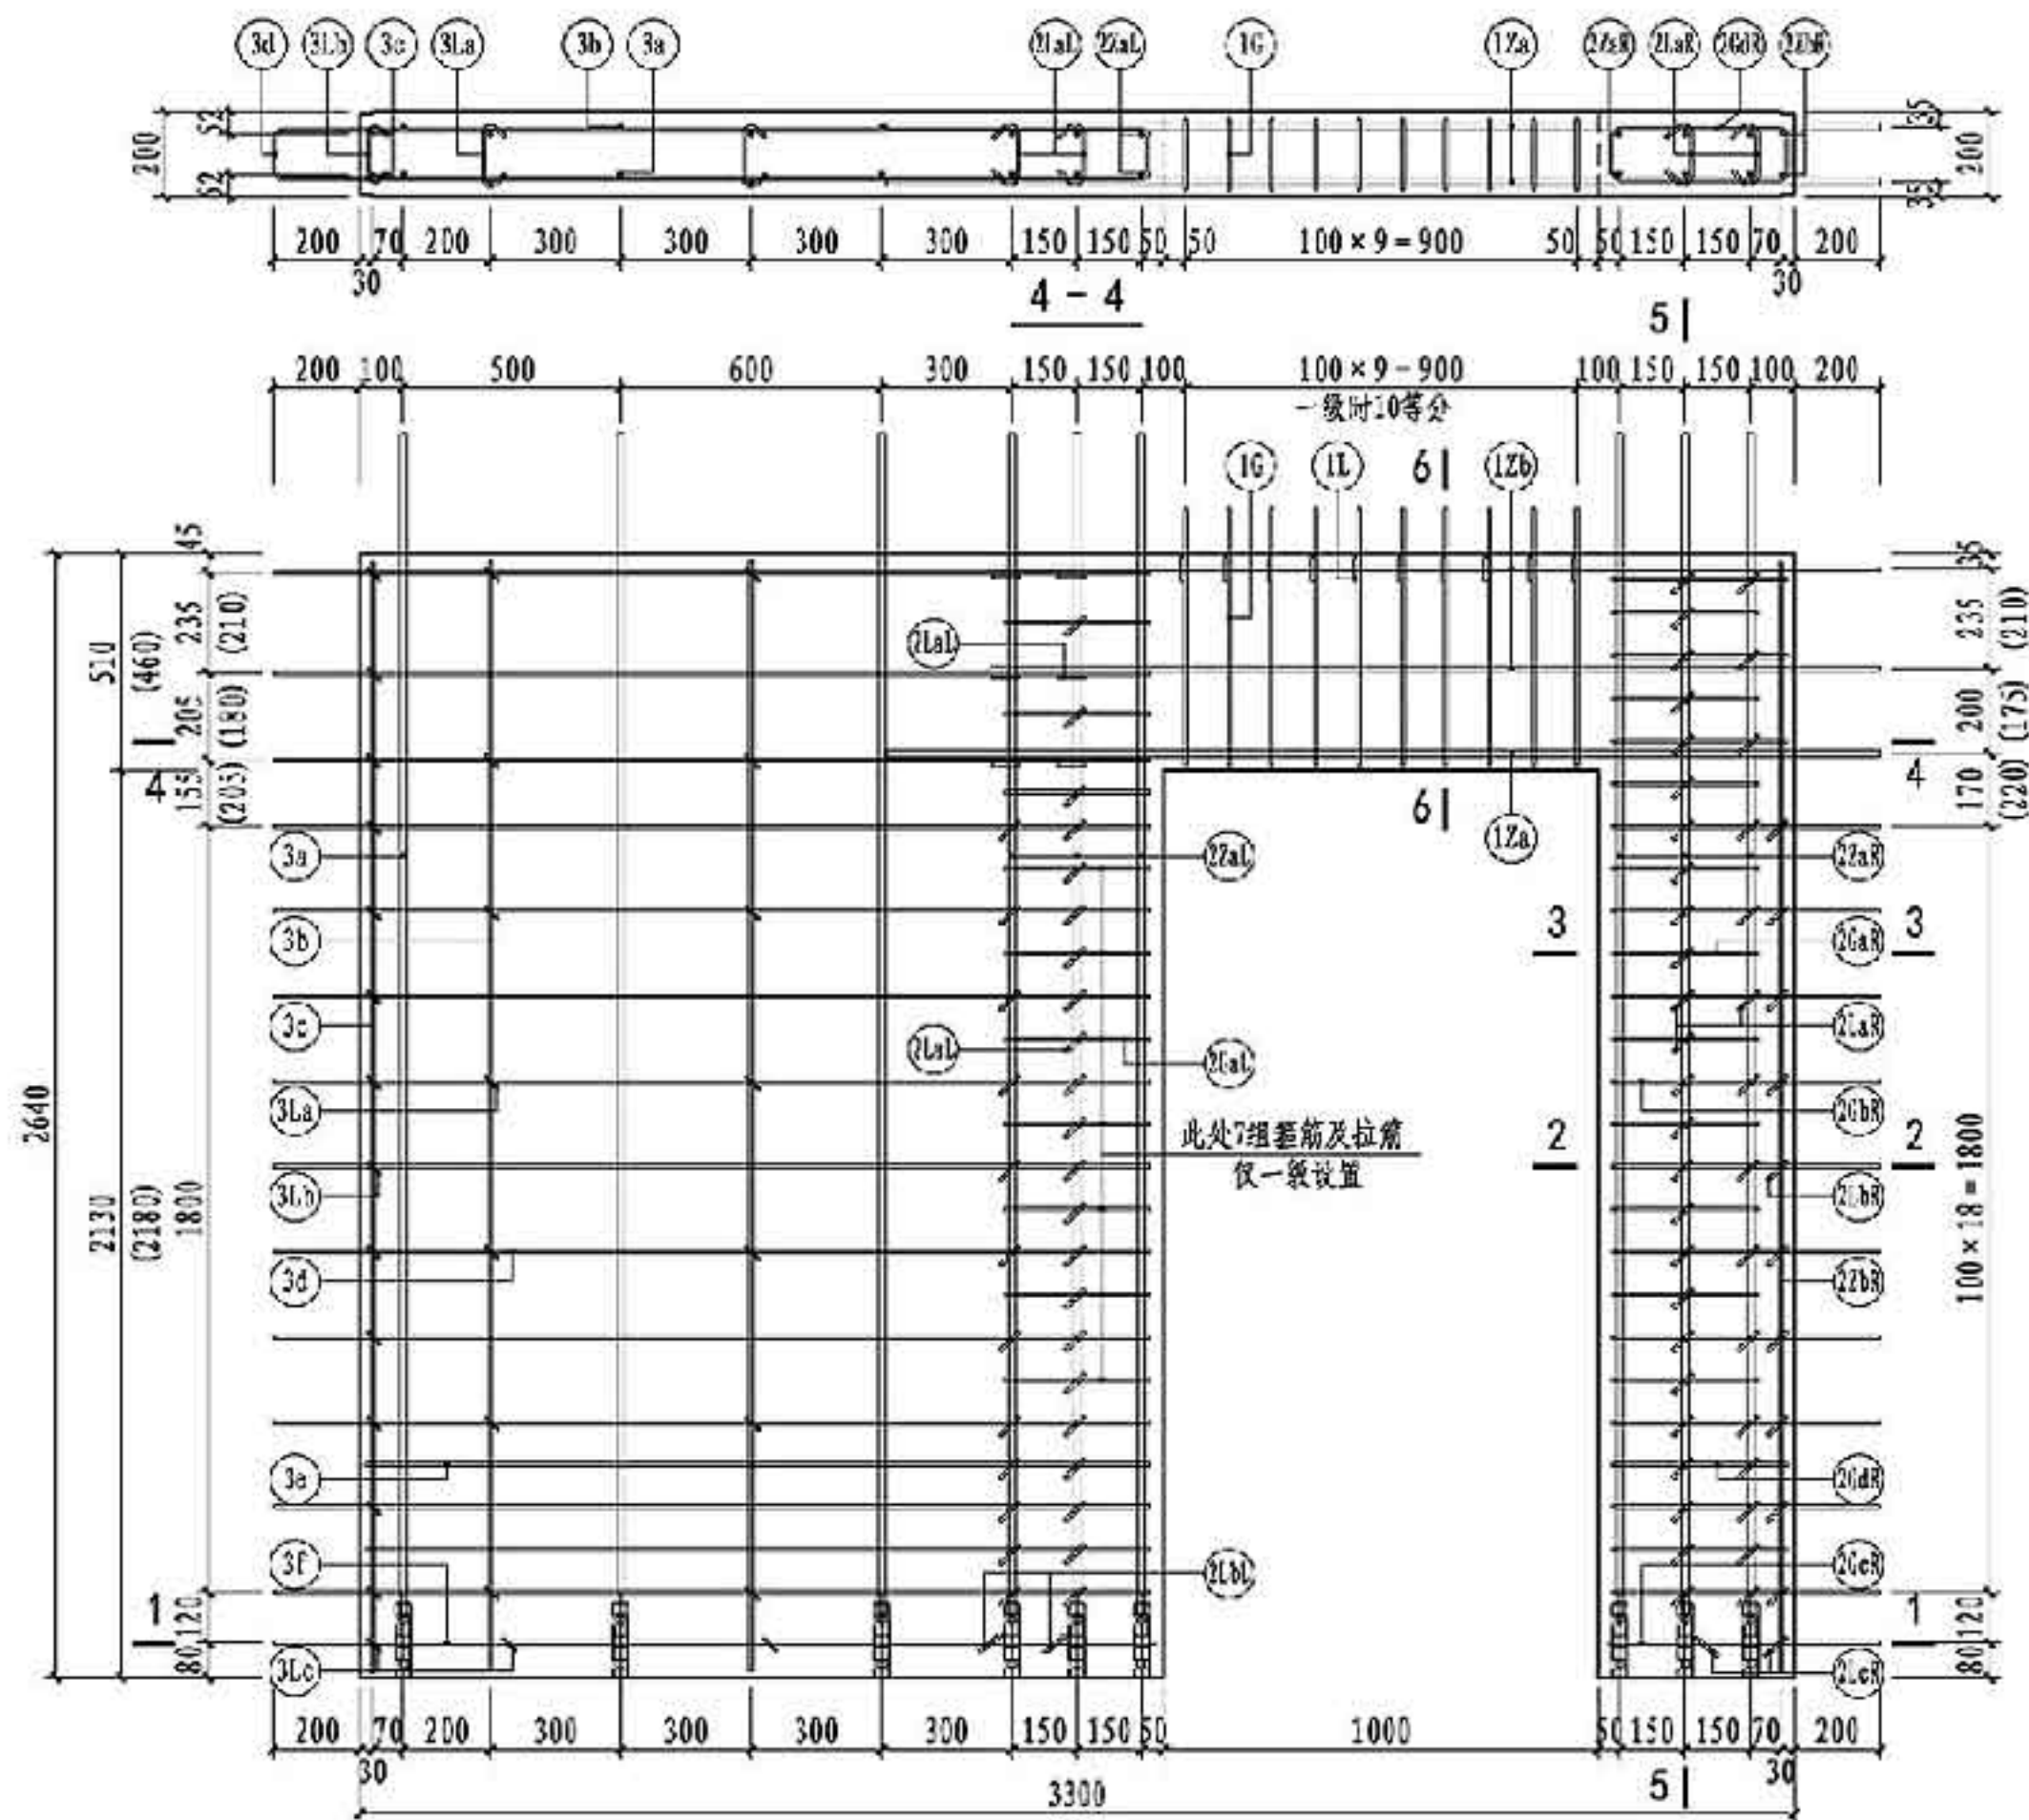 3d 3Lb 3c 3La 3b 3a 2LaL 2ZaL 1G 1Za 2ZaR 2LaR 2GdR 2ZbR
52
200
52
35
200
35
200 70 200 300 300 300 300 150 150 50 50 100×9=900 50 50 150 150 70 200
30 30
4-4
5
200 100 500 600 300 150 150 100 100×9=900 100 150 150 100 200
一级时10等分
1G 1L 6 1Zb
45 35
235 (210) 235 (210)
510 (460)
2LaL
205 (180) 200 (175)
4 155 (205) 6 1Za 4 170 (220)
3a 2ZaL 2ZaR
3b 3 2GaR 3
3c 2LaL 2GaL 2LaR
2640
3La 2GbR
此处7组箍筋及拉筋
仅一级设置
2 2
3Lb 2LbR
2130 (2180) 1800 100×18=1800
3d 2ZbR
3e 2GdR
3f 2LbL 2GcR
1 1
120 120
80 80
3Lc 2LcR
200 70 200 300 300 300 300 150 150 50 1000 50 150 150 70 200
30 30
3300
5